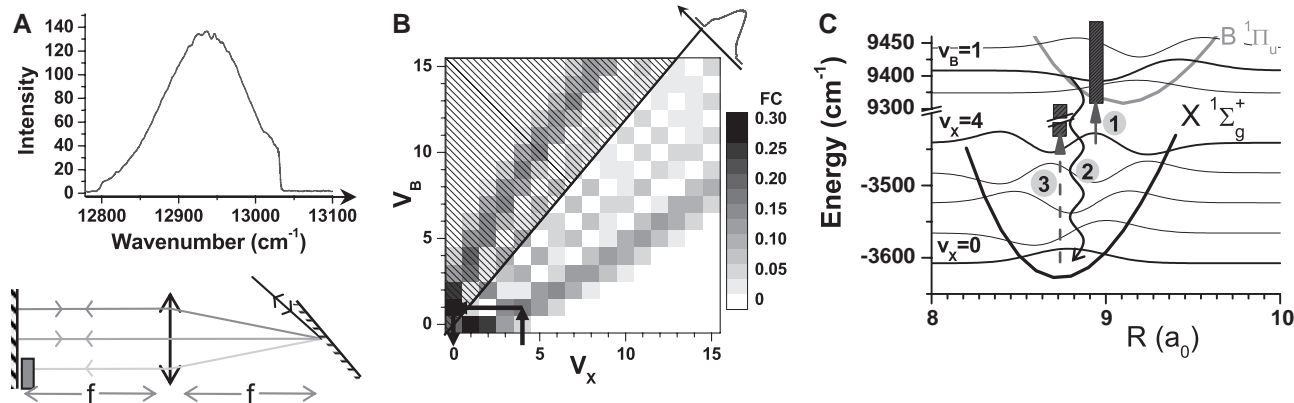 A
140
120
100
80
60
40
20
0
Intensity
12800 12900 13000 13100
Wavenumber (cm⁻¹)
f f
B
15
10
5
0
V_B
0 5 10 15
V_X
FC
0.30
0.25
0.20
0.15
0.10
0.05
0
C
9450
9400
9300
-3500
-3600
Energy (cm⁻¹)
v_B=1
B ¹Π_u
v_X=4
X ¹Σ_g⁺
1
2
3
v_X=0
8 9 10
R (a₀)